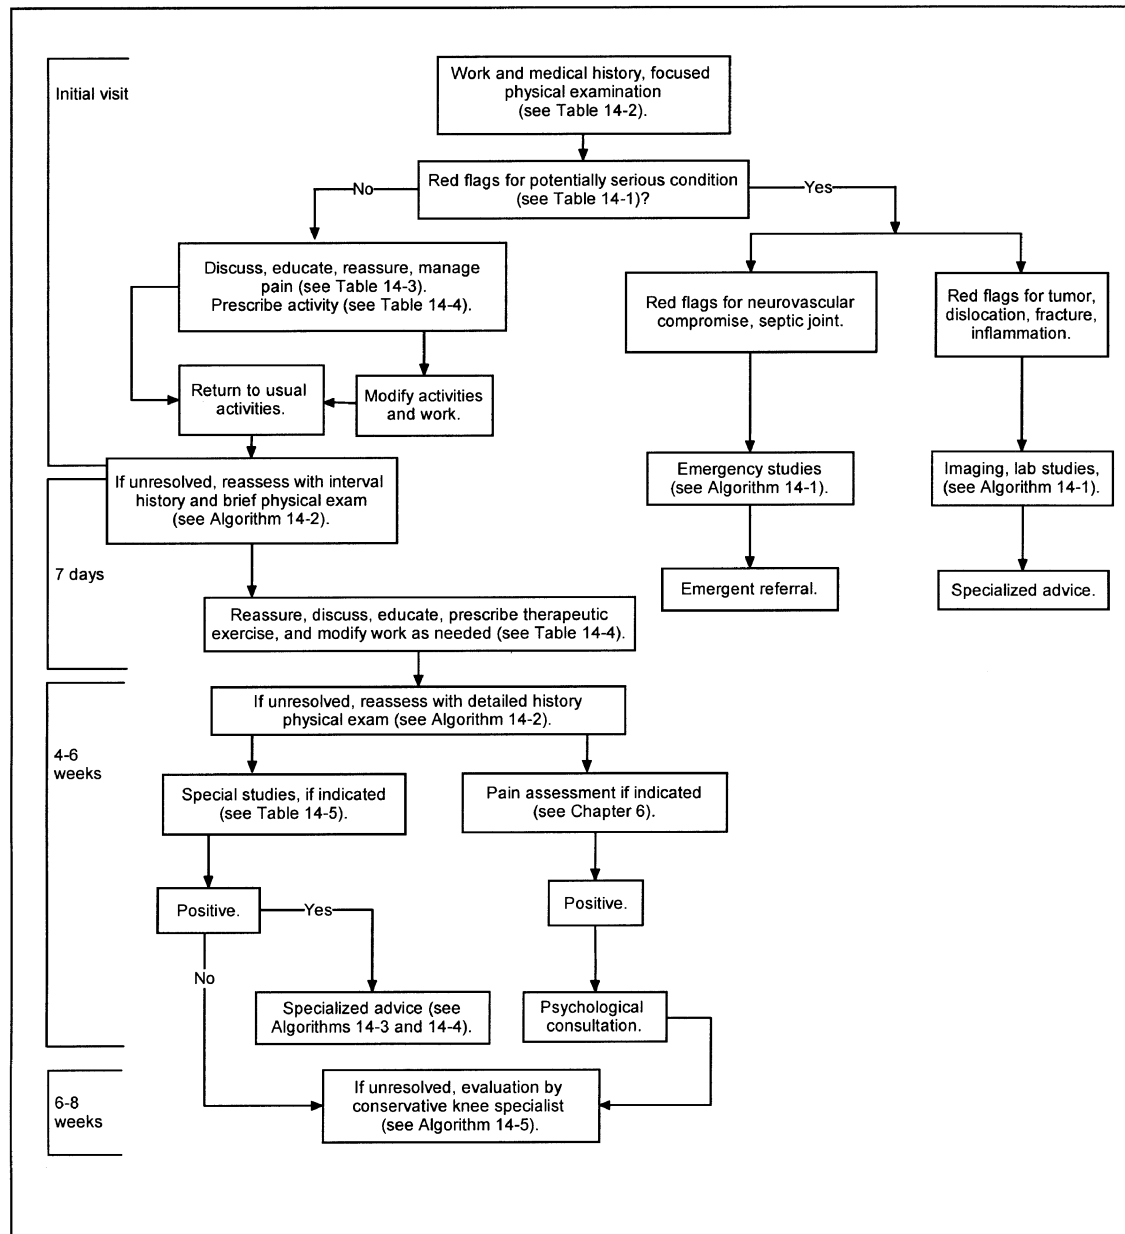 Initial visit
Work and medical history, focused
physical examination
(see Table 14-2).
Red flags for potentially serious condition
(see Table 14-1)?
No
Yes
Discuss, educate, reassure, manage
pain (see Table 14-3).
Prescribe activity (see Table 14-4).
Red flags for neurovascular
compromise, septic joint.
Red flags for tumor,
dislocation, fracture,
inflammation.
Return to usual
activities.
Modify activities
and work.
If unresolved, reassess with interval
history and brief physical exam
(see Algorithm 14-2).
Emergency studies
(see Algorithm 14-1).
Imaging, lab studies,
(see Algorithm 14-1).
7 days
Emergent referral.
Specialized advice.
Reassure, discuss, educate, prescribe therapeutic
exercise, and modify work as needed (see Table 14-4).
If unresolved, reassess with detailed history
physical exam (see Algorithm 14-2).
4-6
weeks
Special studies, if indicated
(see Table 14-5).
Pain assessment if indicated
(see Chapter 6).
Positive.
Yes
Positive.
No
Specialized advice (see
Algorithms 14-3 and 14-4).
Psychological
consultation.
6-8
weeks
If unresolved, evaluation by
conservative knee specialist
(see Algorithm 14-5).